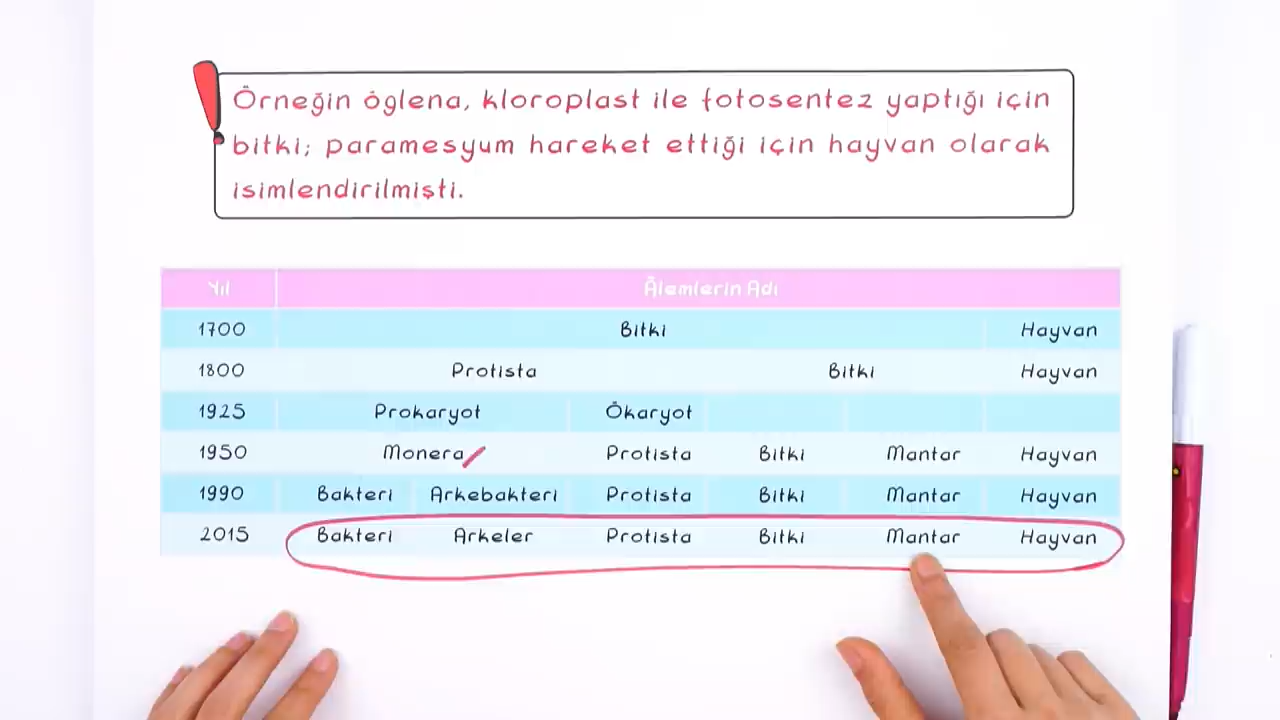 Örneğin öglena, kloroplast ile fotosentez yaptığı için
bitki; paramesyum hareket ettiği için hayvan olarak
isimlendirilmişti.
Yıl Âlemlerin Adı
1700 Bitki Hayvan
1800 Protista Bitki Hayvan
1925 Prokaryot Ökaryot
1950 Monera Protista Bitki Mantar Hayvan
1990 Bakteri Arkebakteri Protista Bitki Mantar Hayvan
2015 Bakteri Arkeler Protista Bitki Mantar Hayvan